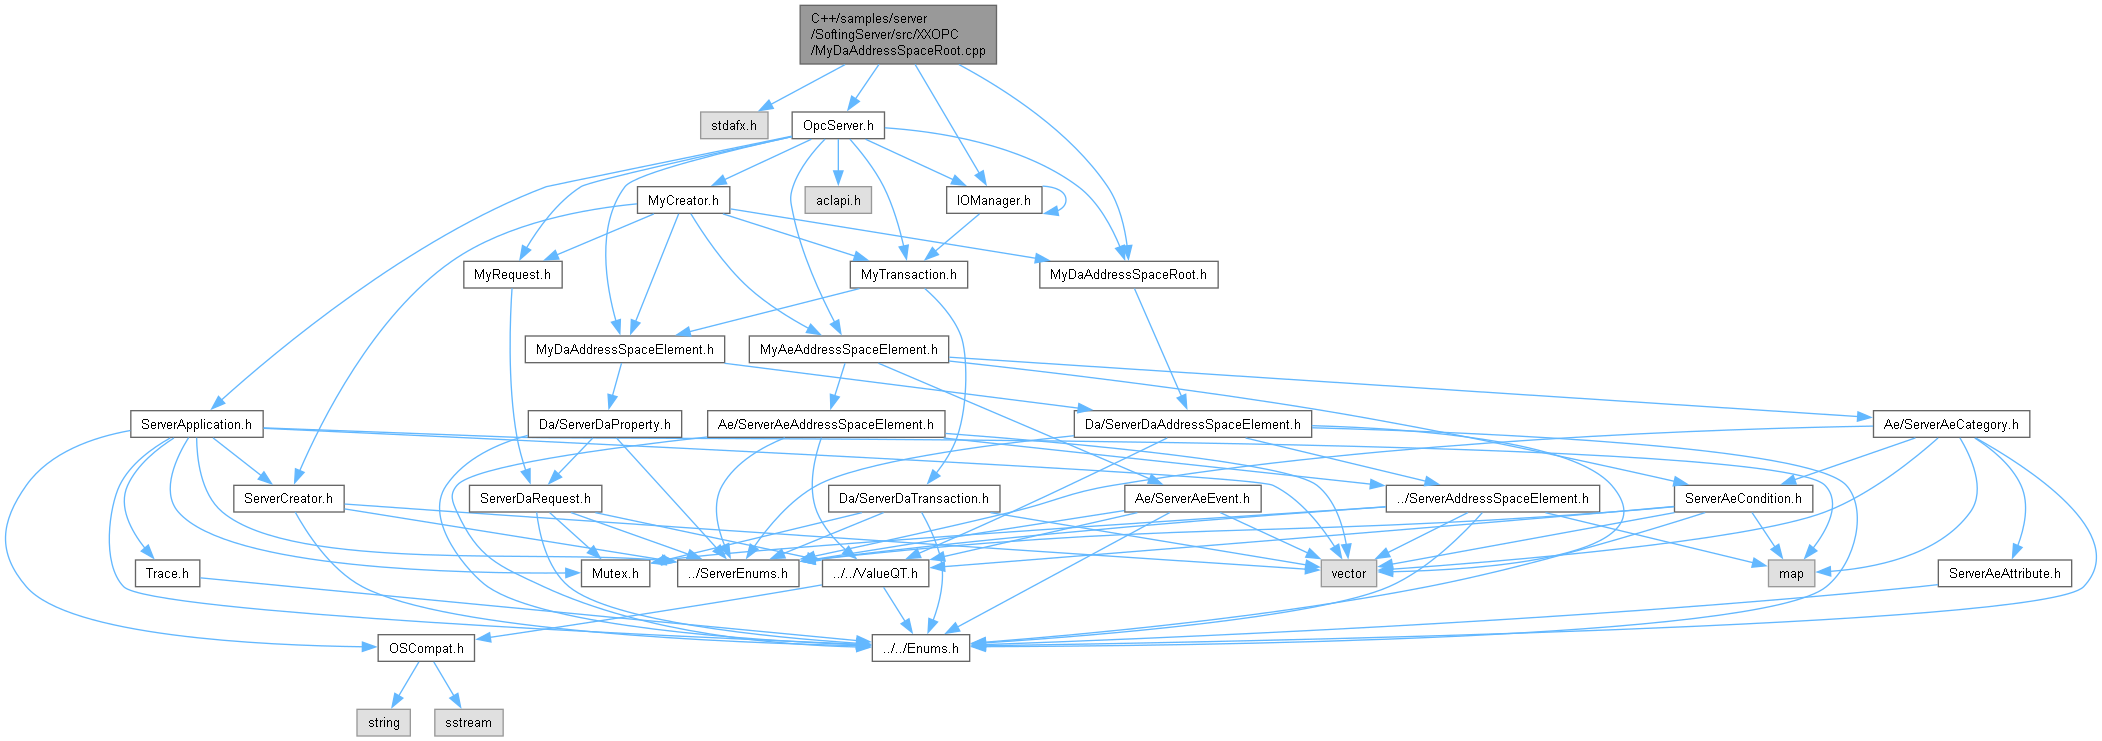 C++/samples/server
/SoftingServer/src/XXOPC
/MyDaAddressSpaceRoot.cpp
stdafx.h
OpcServer.h
MyCreator.h
aclapi.h
IOManager.h
MyRequest.h
MyTransaction.h
MyDaAddressSpaceRoot.h
MyDaAddressSpaceElement.h
MyAeAddressSpaceElement.h
ServerApplication.h
Da/ServerDaProperty.h
Ae/ServerAeAddressSpaceElement.h
Da/ServerDaAddressSpaceElement.h
Ae/ServerAeCategory.h
ServerCreator.h
ServerDaRequest.h
Da/ServerDaTransaction.h
Ae/ServerAeEvent.h
../ServerAddressSpaceElement.h
ServerAeCondition.h
Trace.h
Mutex.h
../ServerEnums.h
../../ValueQT.h
vector
map
ServerAeAttribute.h
OSCompat.h
../../Enums.h
string
sstream